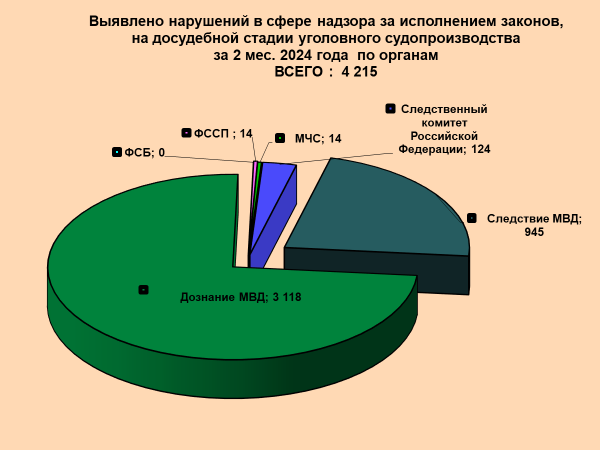 Выявлено нарушений в сфере надзора за исполнением законов,
на досудебной стадии уголовного судопроизводства
за 2 мес. 2024 года по органам
ВСЕГО : 4 215
Следственный
комитет
Российской
Федерации; 124
ФССП ; 14
МЧС; 14
ФСБ; 0
Следствие МВД;
945
Дознание МВД; 3 118